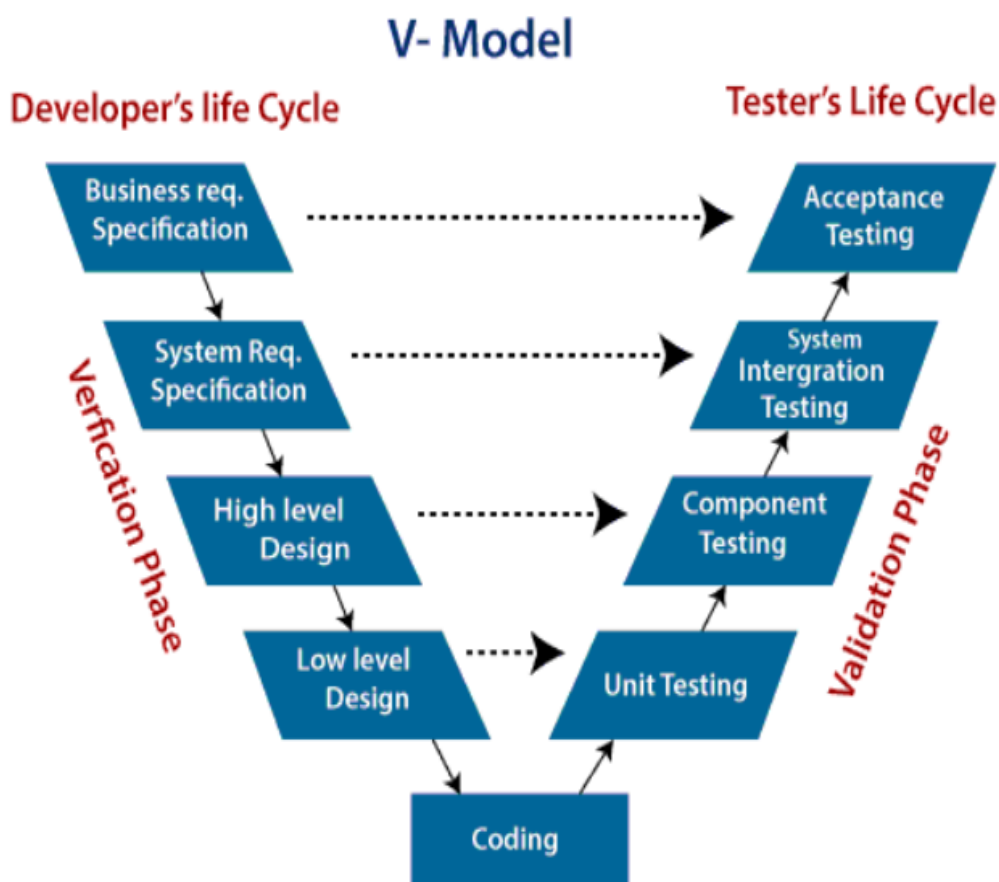 V- Model
Developer's life Cycle
Tester's Life Cycle
Business req.
Specification
Acceptance
Testing
System Req.
Specification
System
Intergration
Testing
Verfication Phase
High level
Design
Component
Testing
Validation Phase
Low level
Design
Unit Testing
Coding